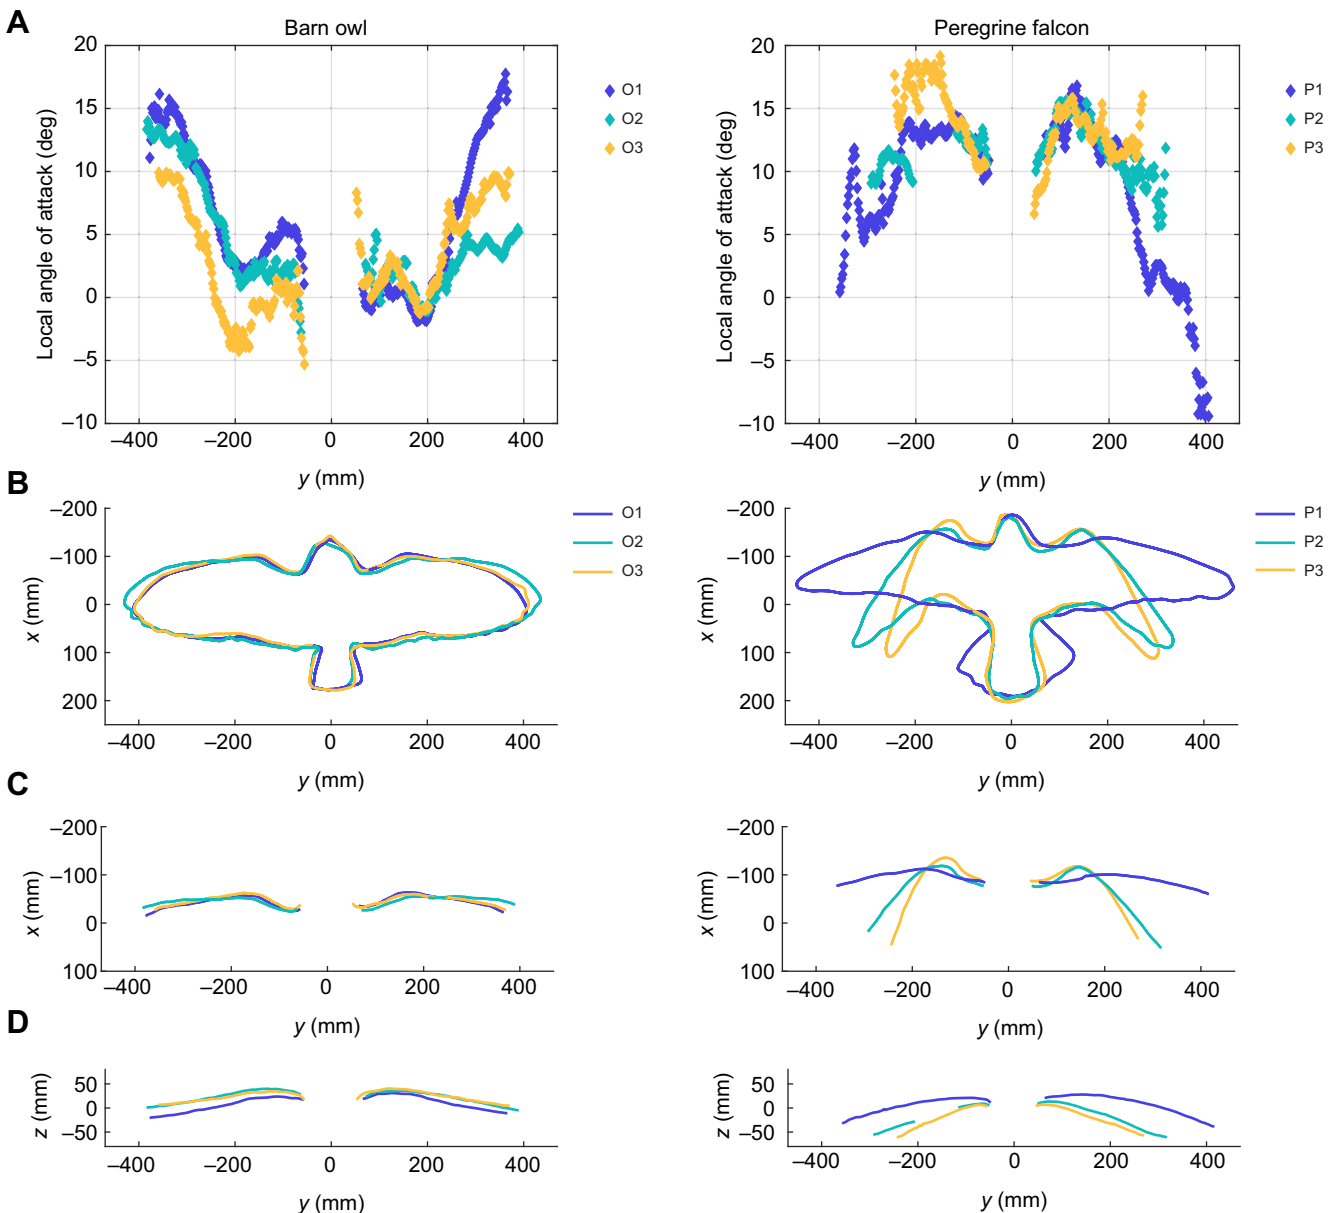 A
Barn owl
Peregrine falcon
Local angle of attack (deg)
20
15
10
5
0
–5
–10
–400 –200 0 200 400
y (mm)
O1
O2
O3
Local angle of attack (deg)
20
15
10
5
0
–5
–10
–400 –200 0 200 400
y (mm)
P1
P2
P3
B
x (mm)
–200
–100
0
100
200
–400 –200 0 200 400
y (mm)
O1
O2
O3
x (mm)
–200
–100
0
100
200
–400 –200 0 200 400
y (mm)
P1
P2
P3
C
x (mm)
–200
–100
0
100
–400 –200 0 200 400
y (mm)
x (mm)
–200
–100
0
100
–400 –200 0 200 400
y (mm)
D
z (mm)
50
0
–50
–400 –200 0 200 400
y (mm)
z (mm)
50
0
–50
–400 –200 0 200 400
y (mm)